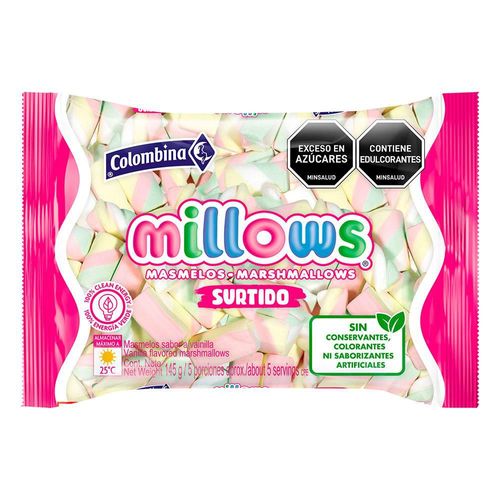 Colombina
EXCESO EN
AZÚCARES
MINSALUD
CONTIENE
EDULCORANTES
MINSALUD
millows
MASMELOS - MARSHMALLOWS
SURTIDO
100% CLEAN ENERGY
100% ENERGÍA VERDE
ALMACENAR
MÁXIMO A
25°C
SIN
CONSERVANTES,
COLORANTES
NI SABORIZANTES
ARTIFICIALES
Masmelos sabor a vainilla
Vanilla flavored marshmallows
Cont. Neto
Net Weight 145g / 5 porciones aprox./about 5 servings